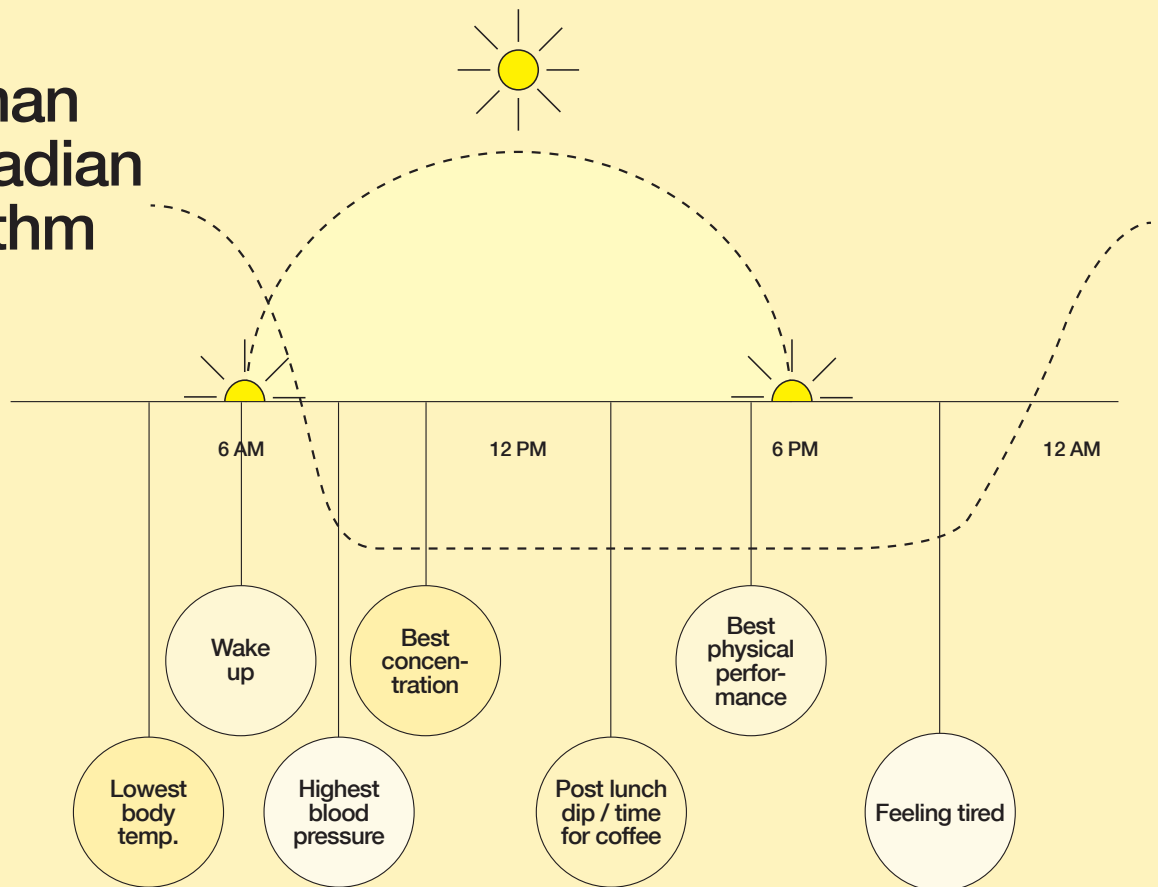 nan
adian
thm
6 AM
12 PM
6 PM
12 AM
Wake
up
Best
concen-
tration
Best
physical
perfor-
mance
Lowest
body
temp.
Highest
blood
pressure
Post lunch
dip / time
for coffee
Feeling tired